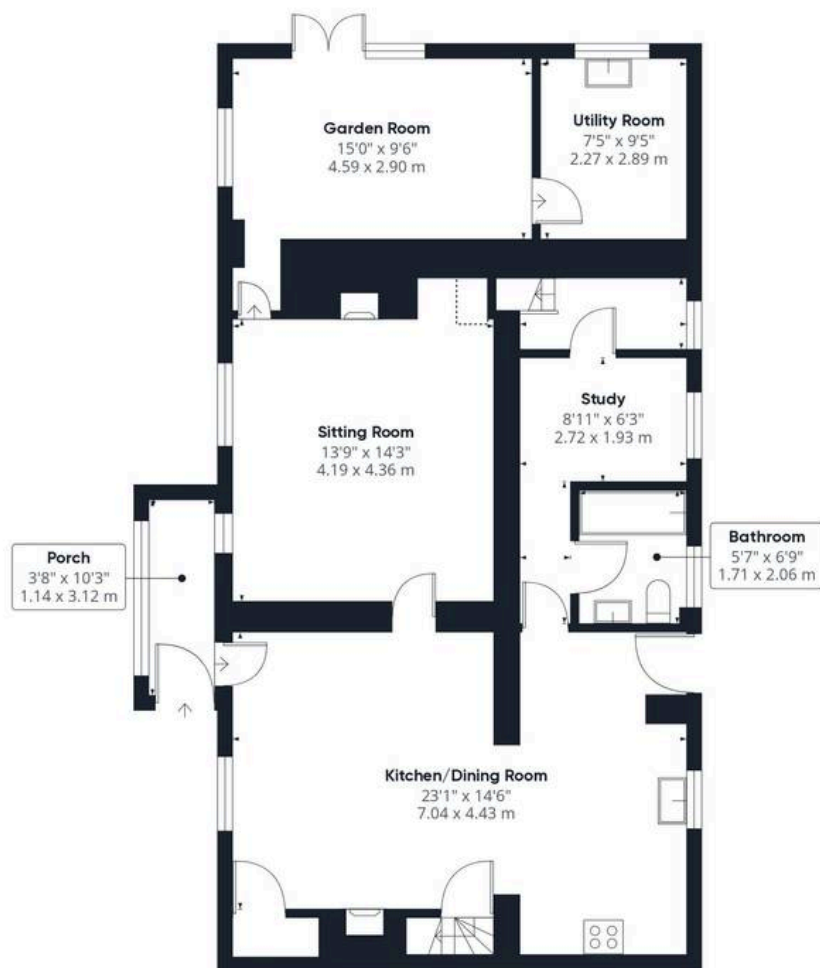 Garden Room
15'0" x 9'6"
4.59 x 2.90 m
Utility Room
7'5" x 9'5"
2.27 x 2.89 m
Study
8'11" x 6'3"
2.72 x 1.93 m
Sitting Room
13'9" x 14'3"
4.19 x 4.36 m
Bathroom
5'7" x 6'9"
1.71 x 2.06 m
Porch
3'8" x 10'3"
1.14 x 3.12 m
Kitchen/Dining Room
23'1" x 14'6"
7.04 x 4.43 m